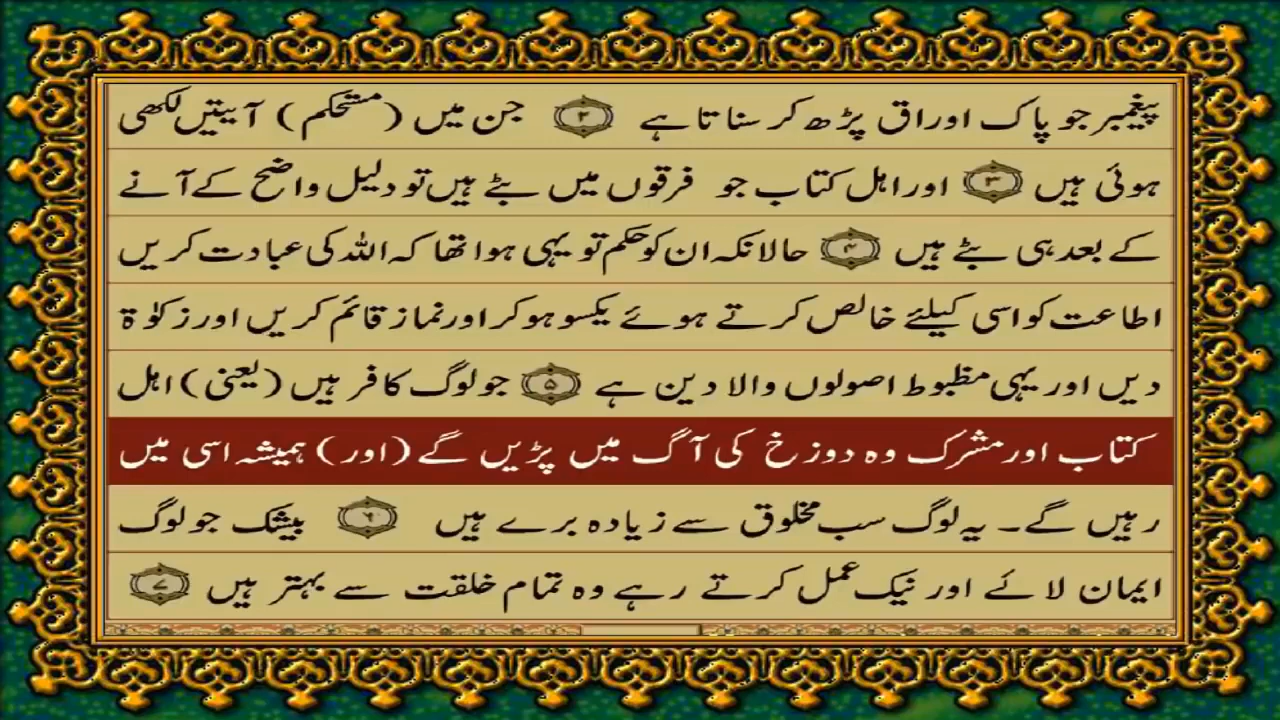 پیغمبر جو پاک اوراق پڑھ کر سناتا ہے ۲ جن میں (مستحکم) آیتیں لکھی
ہوئی ہیں ۳ اور اہل کتاب جو فرقوں میں بٹے ہیں تو دلیل واضح کے آنے
کے بعد ہی بٹے ہیں ۴ حالانکہ ان کو حکم تو یہی ہوا تھا کہ اللہ کی عبادت کریں
اطاعت کو اسی کیلئے خالص کرتے ہوئے یکسو ہو کر اور نماز قائم کریں اور زکوٰۃ
دیں اور یہی مظبوط اصولوں والا دین ہے ۵ جو لوگ کافر ہیں (یعنی) اہل
کتاب اور مشرک وہ دوزخ کی آگ میں پڑیں گے (اور) ہمیشہ اسی میں
رہیں گے۔ یہ لوگ سب مخلوق سے زیادہ برے ہیں ۶ بیشک جو لوگ
ایمان لائے اور نیک عمل کرتے رہے وہ تمام خلقت سے بہتر ہیں ۷